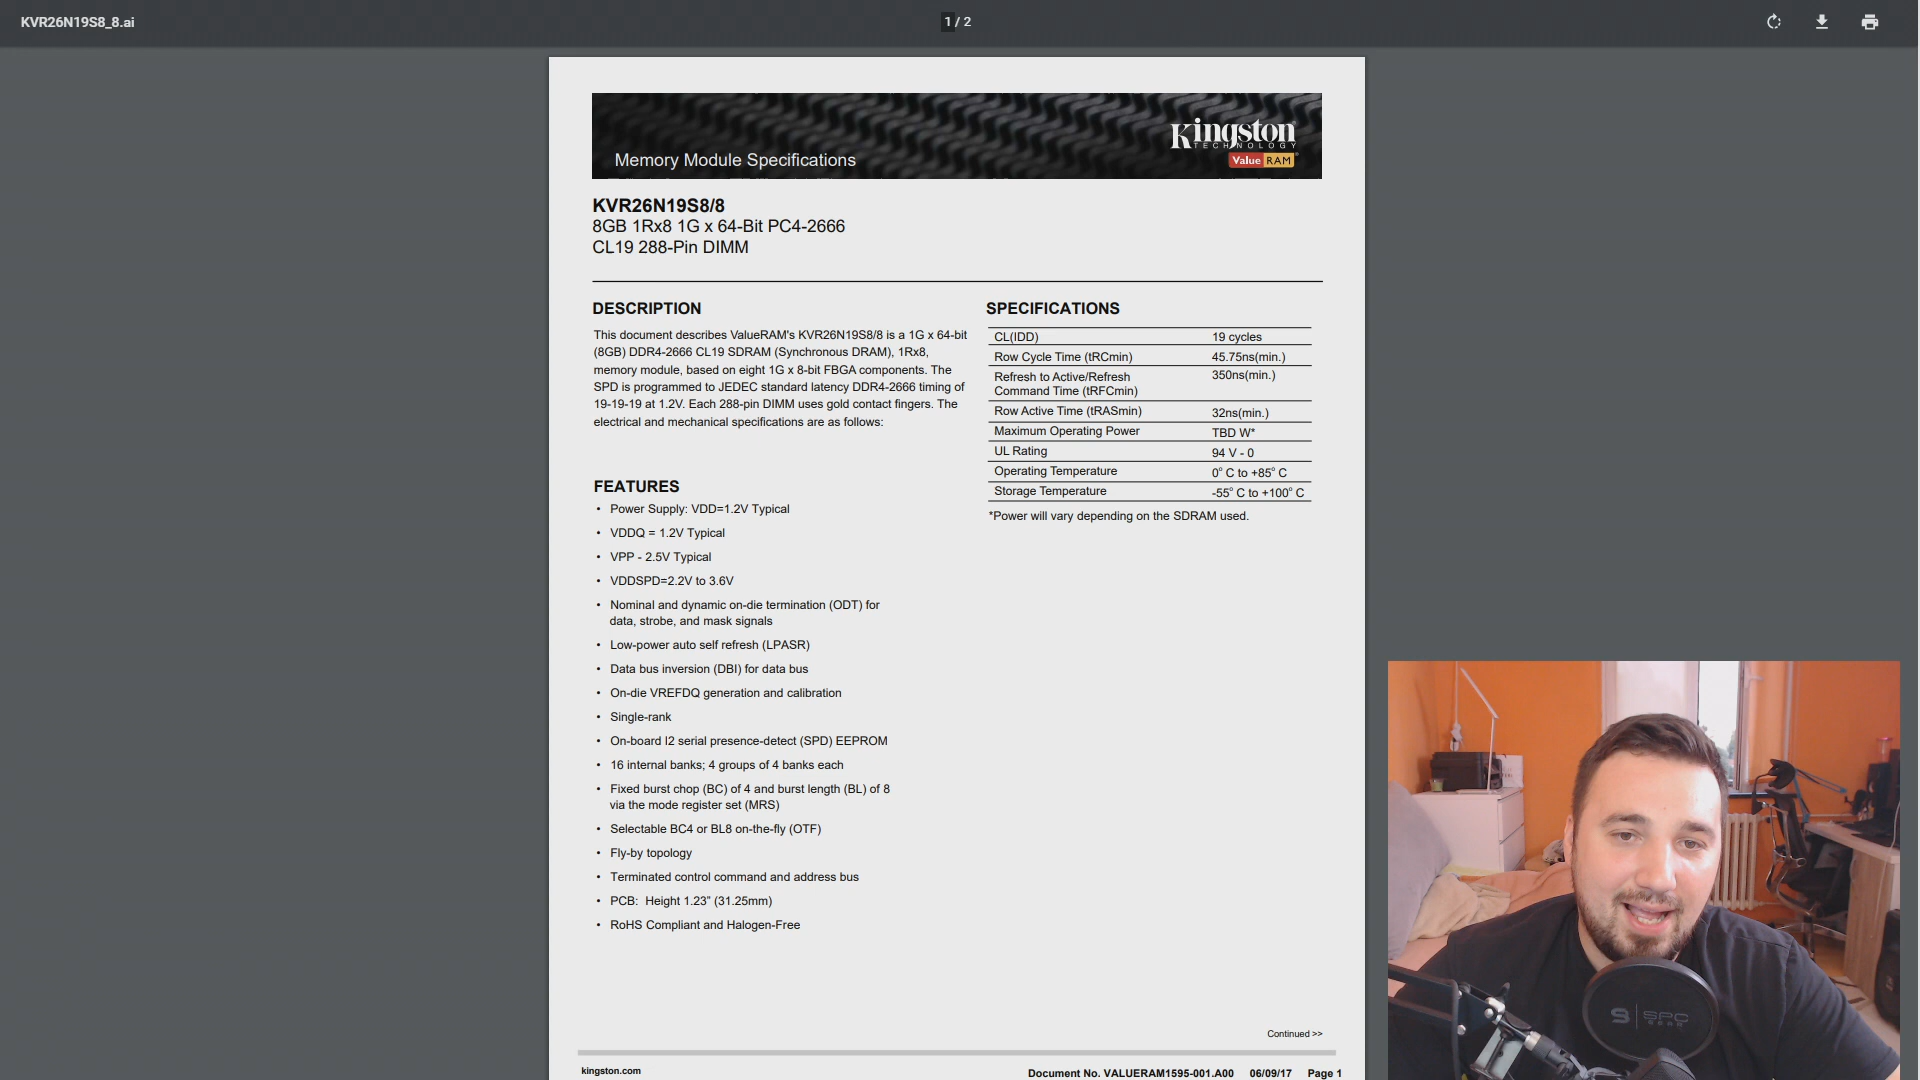 KVR26N19S8_8.ai
1 / 2
Memory Module Specifications
Kingston
TECHNOLOGY
Value RAM
KVR26N19S8/8
8GB 1Rx8 1G x 64-Bit PC4-2666
CL19 288-Pin DIMM
DESCRIPTION
This document describes ValueRAM's KVR26N19S8/8 is a 1G x 64-bit
(8GB) DDR4-2666 CL19 SDRAM (Synchronous DRAM), 1Rx8,
memory module, based on eight 1G x 8-bit FBGA components. The
SPD is programmed to JEDEC standard latency DDR4-2666 timing of
19-19-19 at 1.2V. Each 288-pin DIMM uses gold contact fingers. The
electrical and mechanical specifications are as follows:
FEATURES
• Power Supply: VDD=1.2V Typical
• VDDQ = 1.2V Typical
• VPP - 2.5V Typical
• VDDSPD=2.2V to 3.6V
• Nominal and dynamic on-die termination (ODT) for
data, strobe, and mask signals
• Low-power auto self refresh (LPASR)
• Data bus inversion (DBI) for data bus
• On-die VREFDQ generation and calibration
• Single-rank
• On-board I2 serial presence-detect (SPD) EEPROM
• 16 internal banks; 4 groups of 4 banks each
• Fixed burst chop (BC) of 4 and burst length (BL) of 8
via the mode register set (MRS)
• Selectable BC4 or BL8 on-the-fly (OTF)
• Fly-by topology
• Terminated control command and address bus
• PCB:  Height 1.23” (31.25mm)
• RoHS Compliant and Halogen-Free
SPECIFICATIONS
CL(IDD) 19 cycles
Row Cycle Time (tRCmin) 45.75ns(min.)
Refresh to Active/Refresh 350ns(min.)
Command Time (tRFCmin)
Row Active Time (tRASmin) 32ns(min.)
Maximum Operating Power TBD W*
UL Rating 94 V - 0
Operating Temperature 0° C to +85° C
Storage Temperature -55° C to +100° C
*Power will vary depending on the SDRAM used.
Continued >>
kingston.com
Document No. VALUERAM1595-001.A00 06/09/17 Page 1
SPC
GEAR